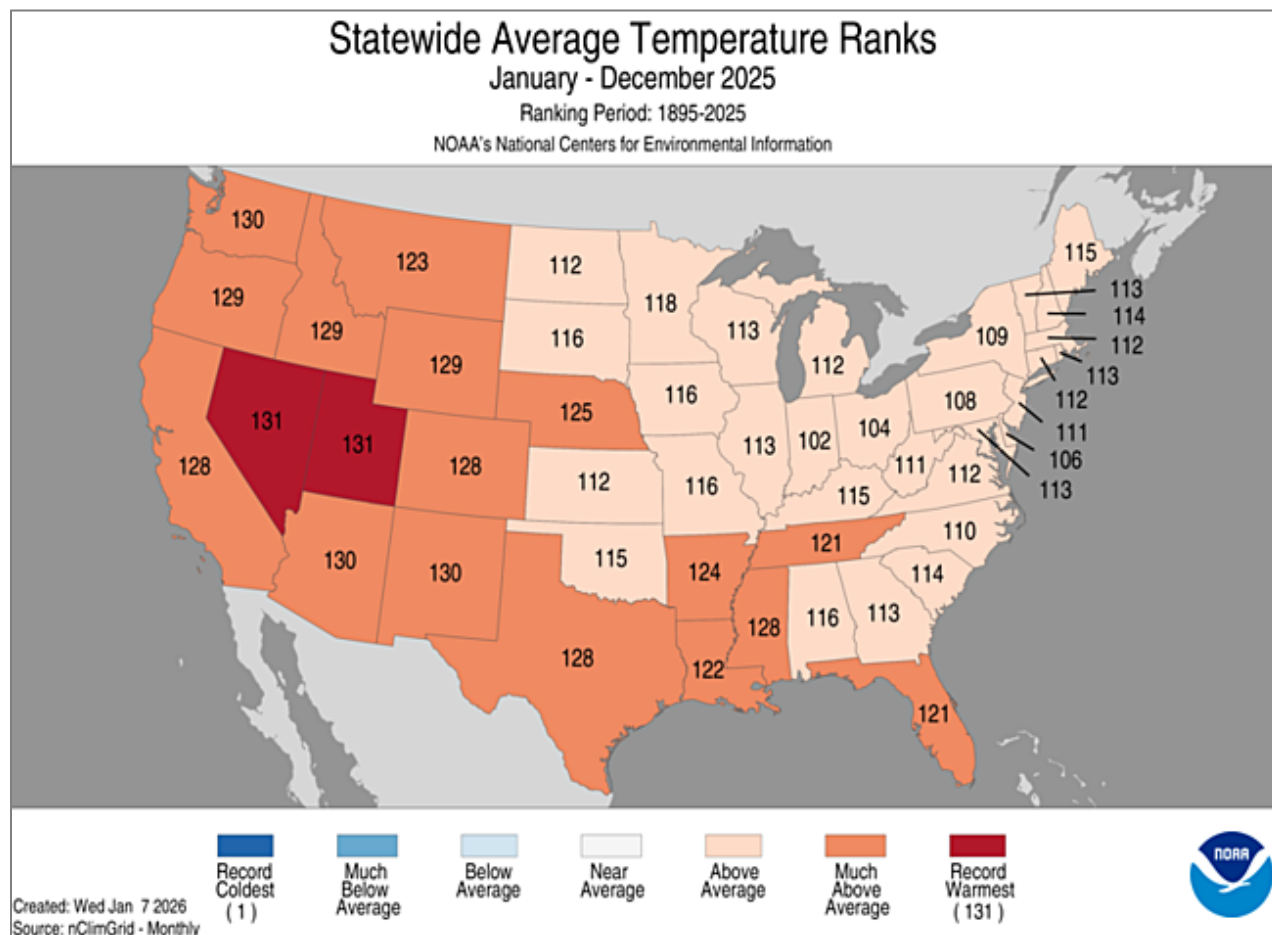 Statewide Average Temperature Ranks
January - December 2025
Ranking Period: 1895-2025
NOAA's National Centers for Environmental Information
130
123
112
118
115
113
114
112
113
112
111
106
113
129
129
129
116
113
112
109
131
131
128
125
116
113
102
104
108
128
112
116
115
111
112
130
130
115
124
121
110
114
128
122
128
116
113
121
Record
Coldest
( 1 )
Much
Below
Average
Below
Average
Near
Average
Above
Average
Much
Above
Average
Record
Warmest
( 131 )
NOAA
Created: Wed Jan 7 2026
Source: nClimGrid - Monthly